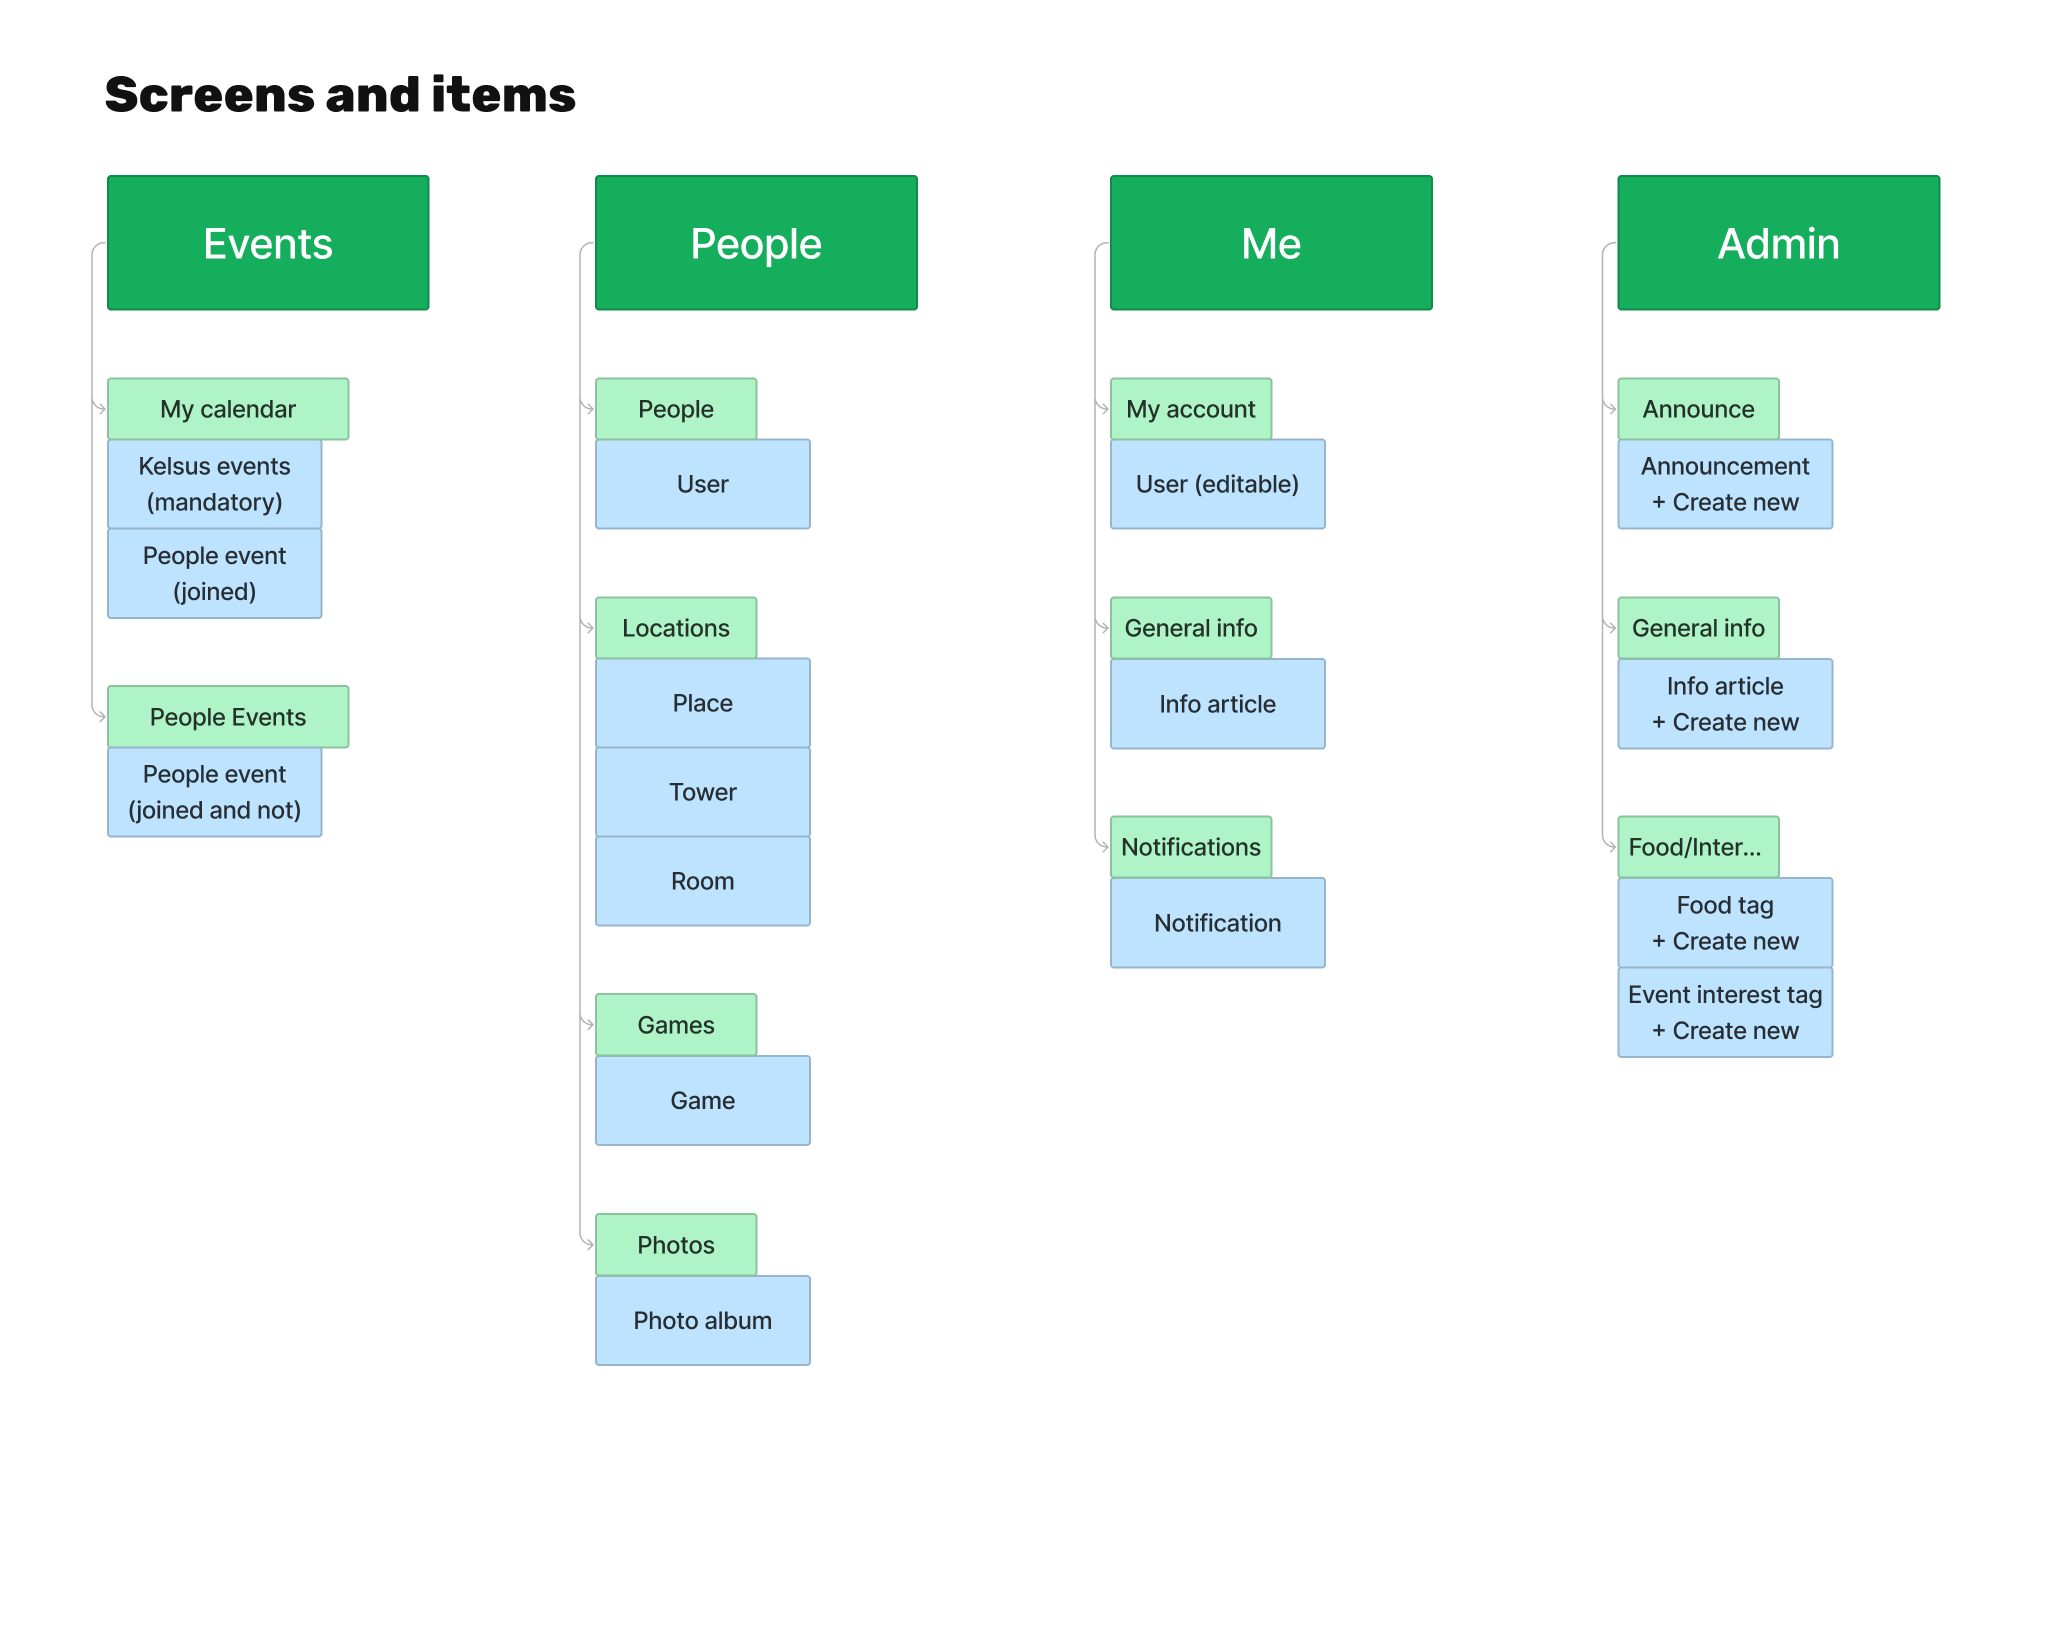 Screens and items
Events
My calendar
Kelsus events
(mandatory)
People event
(joined)
People Events
People event
(joined and not)
People
People
User
Locations
Place
Tower
Room
Games
Game
Photos
Photo album
Me
My account
User (editable)
General info
Info article
Notifications
Notification
Admin
Announce
Announcement
+ Create new
General info
Info article
+ Create new
Food/Inter...
Food tag
+ Create new
Event interest tag
+ Create new